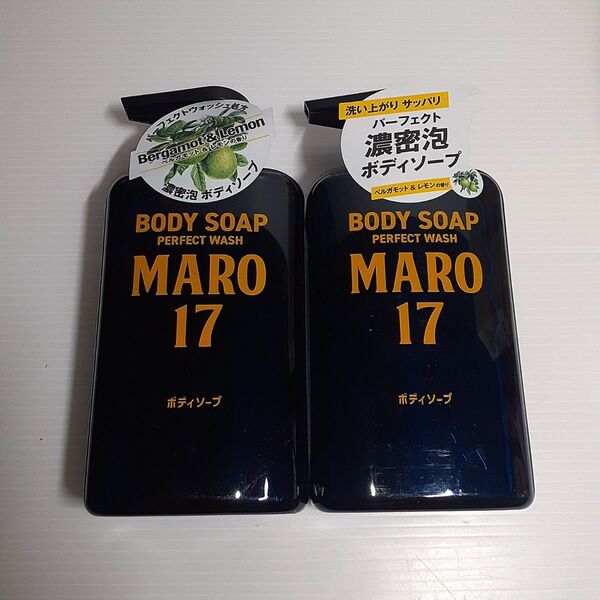 フェクトウォッシュ処方
Bergamot & Lemon
ベルガモット & レモンの香り
濃密泡 ボディソープ
BODY SOAP
PERFECT WASH
MARO
17
ボディソープ
洗い上がり サッパリ
パーフェクト
濃密泡
ボディソープ
ベルガモット & レモンの香り
BODY SOAP
PERFECT WASH
MARO
17
ボディソープ